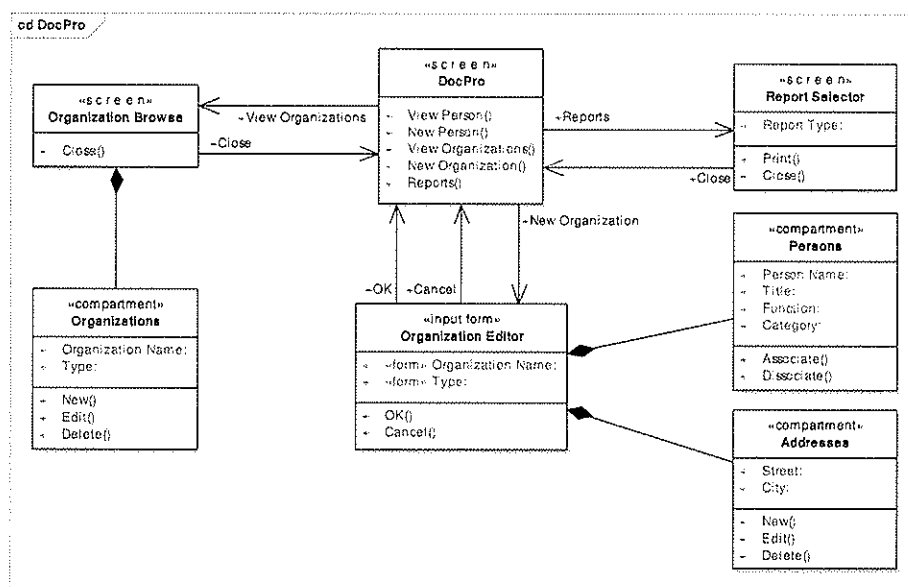 cd DocPro
«screen»
DocPro
+ View Person()
+ New Person()
+ View Organizations()
+ New Organization()
+ Reports()
«screen»
Organization Browse
+ Close()
+View Organizations
+Close
+Reports
+Close
«screen»
Report Selector
+ Report Type:
+ Print()
+ Close()
+New Organization
+OK
+Cancel
«compartment»
Organizations
+ Organization Name:
+ Type:
+ New()
+ Edit()
+ Delete()
«input form»
Organization Editor
+ «form» Organization Name:
+ «form» Type:
+ OK()
+ Cancel()
«compartment»
Persons
+ Person Name:
+ Title:
+ Function:
+ Category:
+ Associate()
+ Dissociate()
«compartment»
Addresses
+ Street:
+ City:
+ New()
+ Edit()
+ Delete()